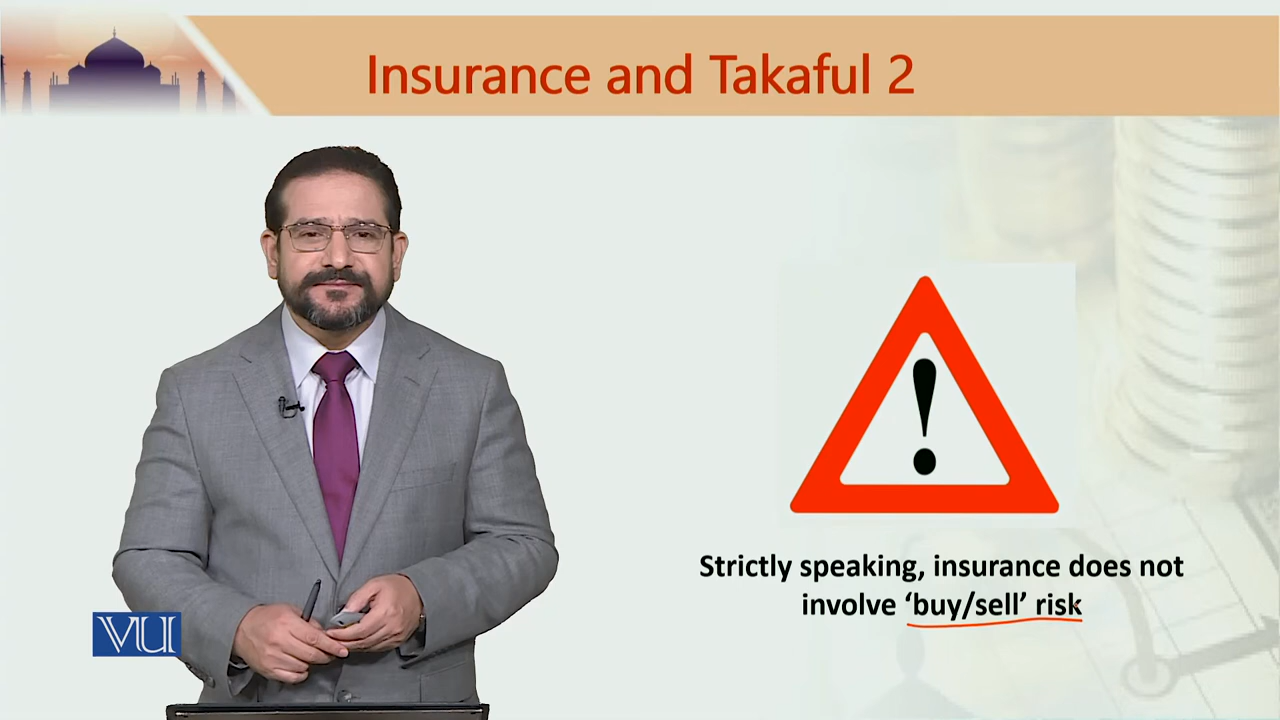 Insurance and Takaful 2
!
Strictly speaking, insurance does not
involve ‘buy/sell’ risk
VU